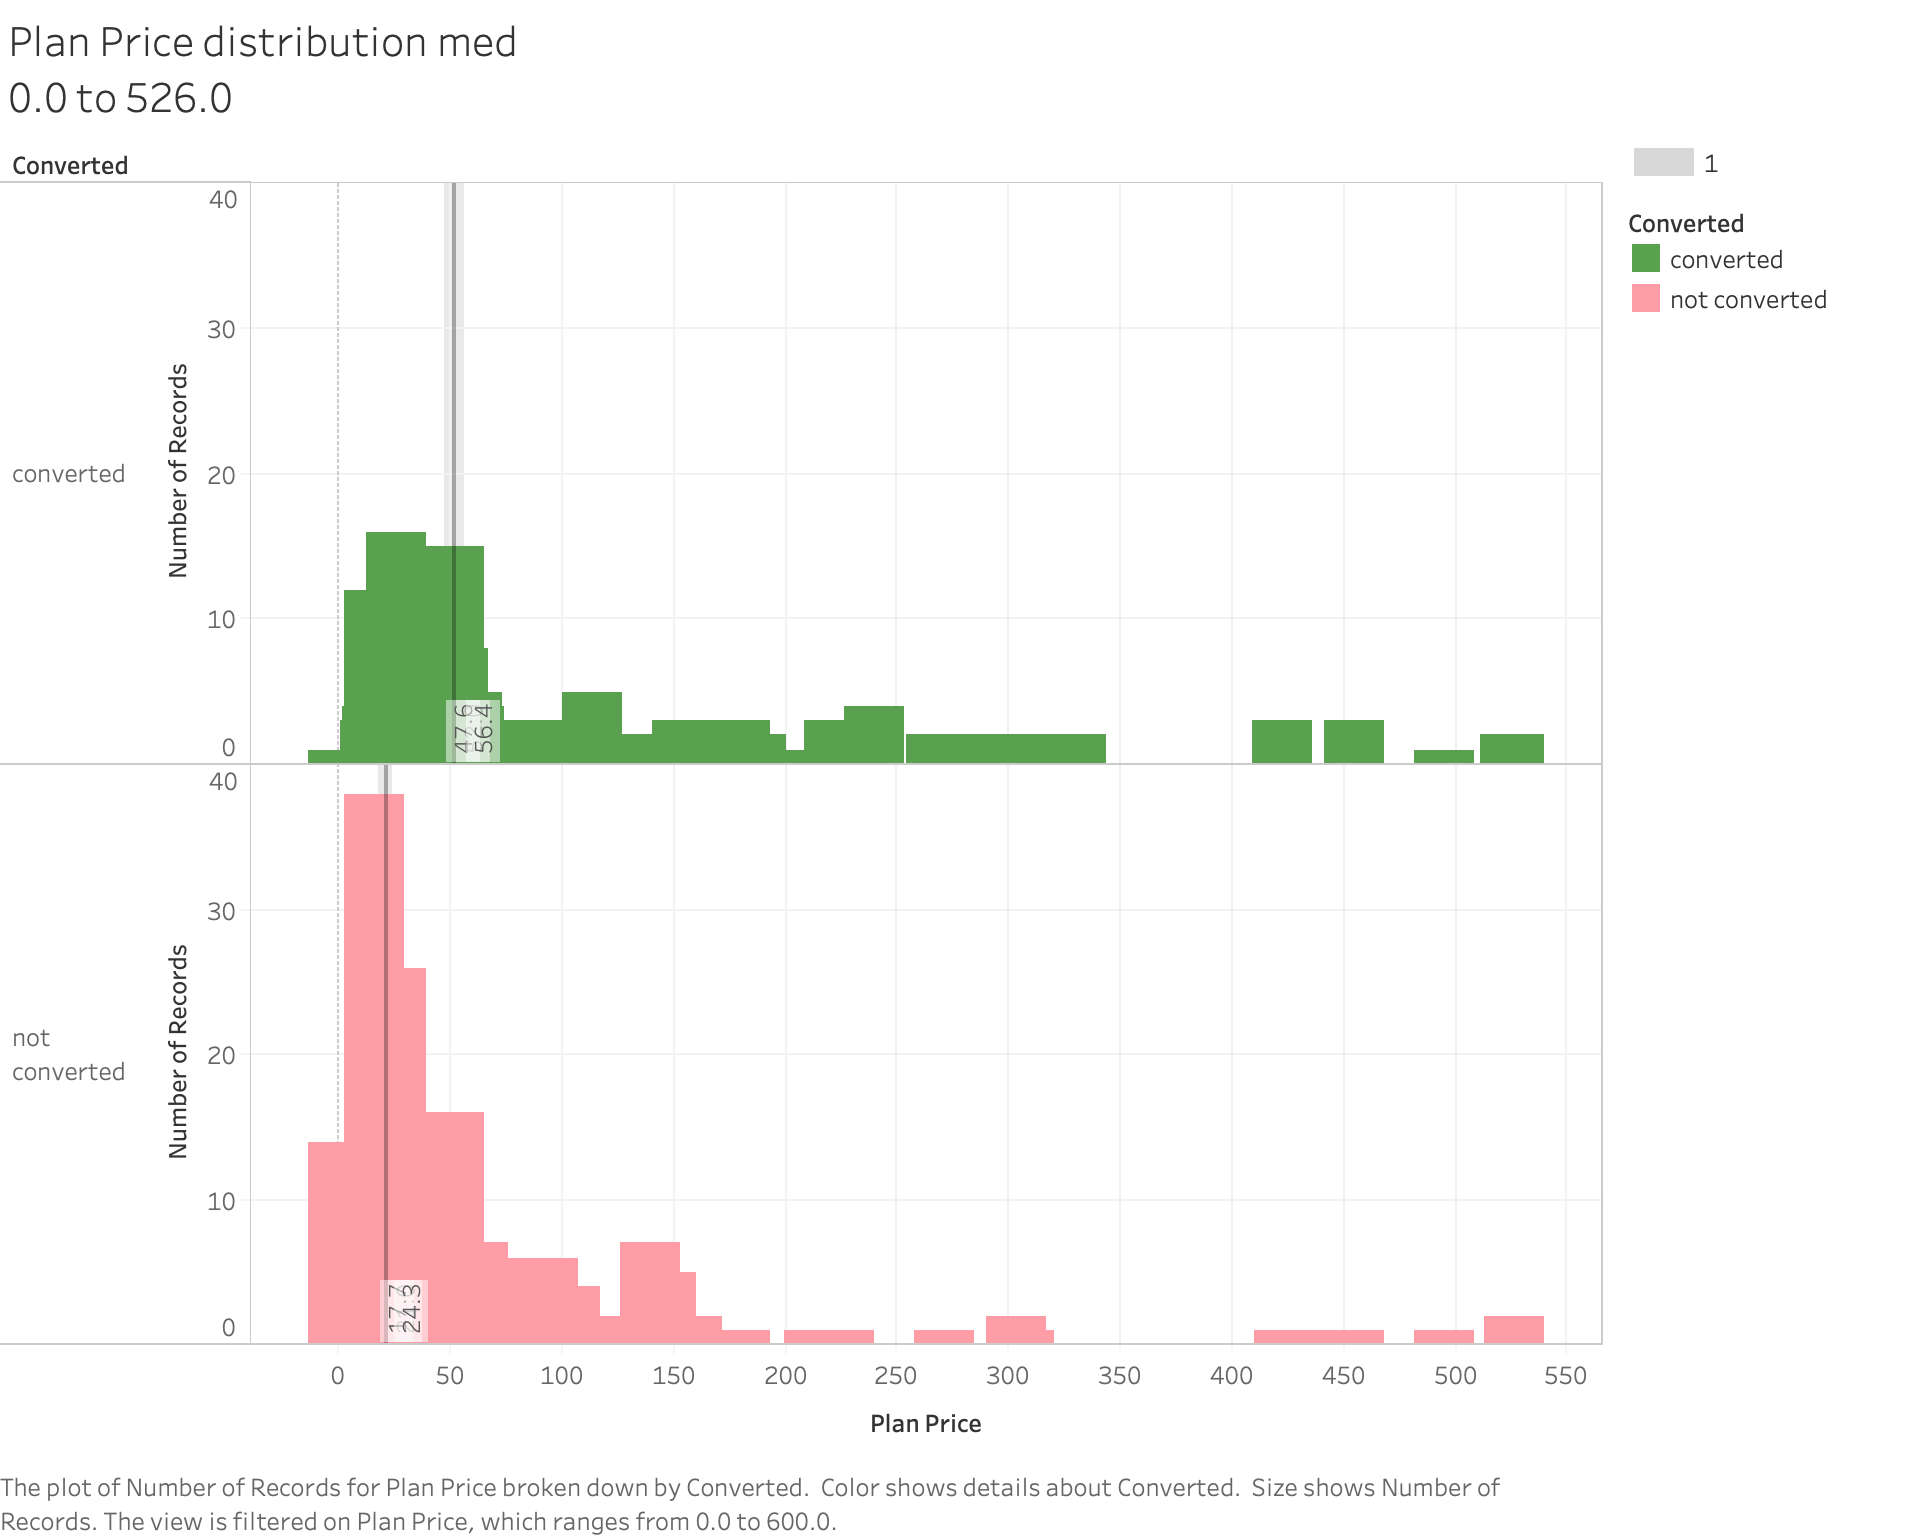 Plan Price distribution med
0.0 to 526.0
Converted
1
Converted
converted
not converted
40
30
20
10
0
converted
Number of Records
47.6
56.4
40
30
20
10
0
not
converted
Number of Records
17.7
24.3
0 50 100 150 200 250 300 350 400 450 500 550
Plan Price
The plot of Number of Records for Plan Price broken down by Converted. Color shows details about Converted. Size shows Number of
Records. The view is filtered on Plan Price, which ranges from 0.0 to 600.0.